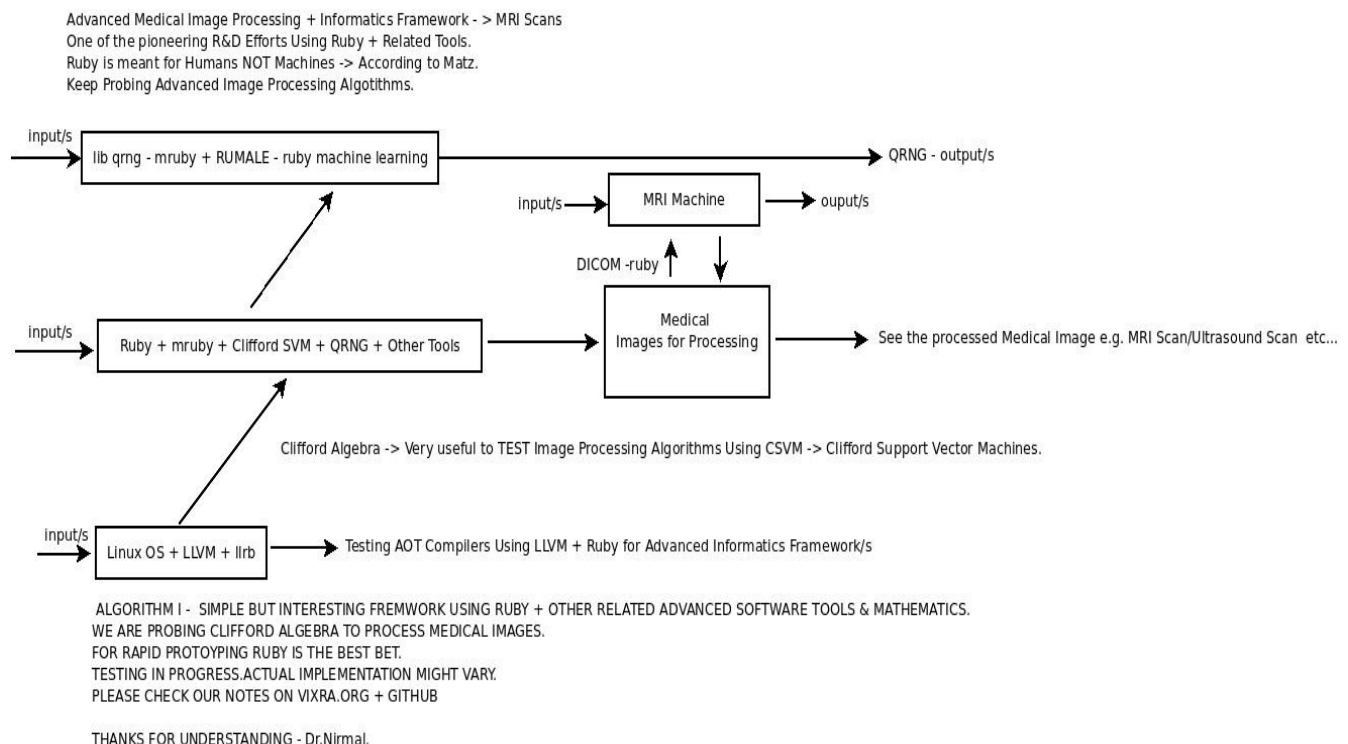 Advanced Medical Image Processing + Informatics Framework - > MRI Scans
One of the pioneering R&D Efforts Using Ruby + Related Tools.
Ruby is meant for Humans NOT Machines -> According to Matz.
Keep Probing Advanced Image Processing Algotithms.
input/s
lib qrng - mruby + RUMALE - ruby machine learning
QRNG - output/s
input/s
MRI Machine
ouput/s
DICOM -ruby
input/s
Ruby + mruby + Clifford SVM + QRNG + Other Tools
Medical
Images for Processing
See the processed Medical Image e.g. MRI Scan/Ultrasound Scan etc...
Clifford Algebra -> Very useful to TEST Image Processing Algorithms Using CSVM -> Clifford Support Vector Machines.
input/s
Linux OS + LLVM + llrb
Testing AOT Compilers Using LLVM + Ruby for Advanced Informatics Framework/s
ALGORITHM I - SIMPLE BUT INTERESTING FREMWORK USING RUBY + OTHER RELATED ADVANCED SOFTWARE TOOLS & MATHEMATICS.
WE ARE PROBING CLIFFORD ALGEBRA TO PROCESS MEDICAL IMAGES.
FOR RAPID PROTOYPING RUBY IS THE BEST BET.
TESTING IN PROGRESS.ACTUAL IMPLEMENTATION MIGHT VARY.
PLEASE CHECK OUR NOTES ON VIXRA.ORG + GITHUB
THANKS FOR UNDERSTANDING - Dr.Nirmal.